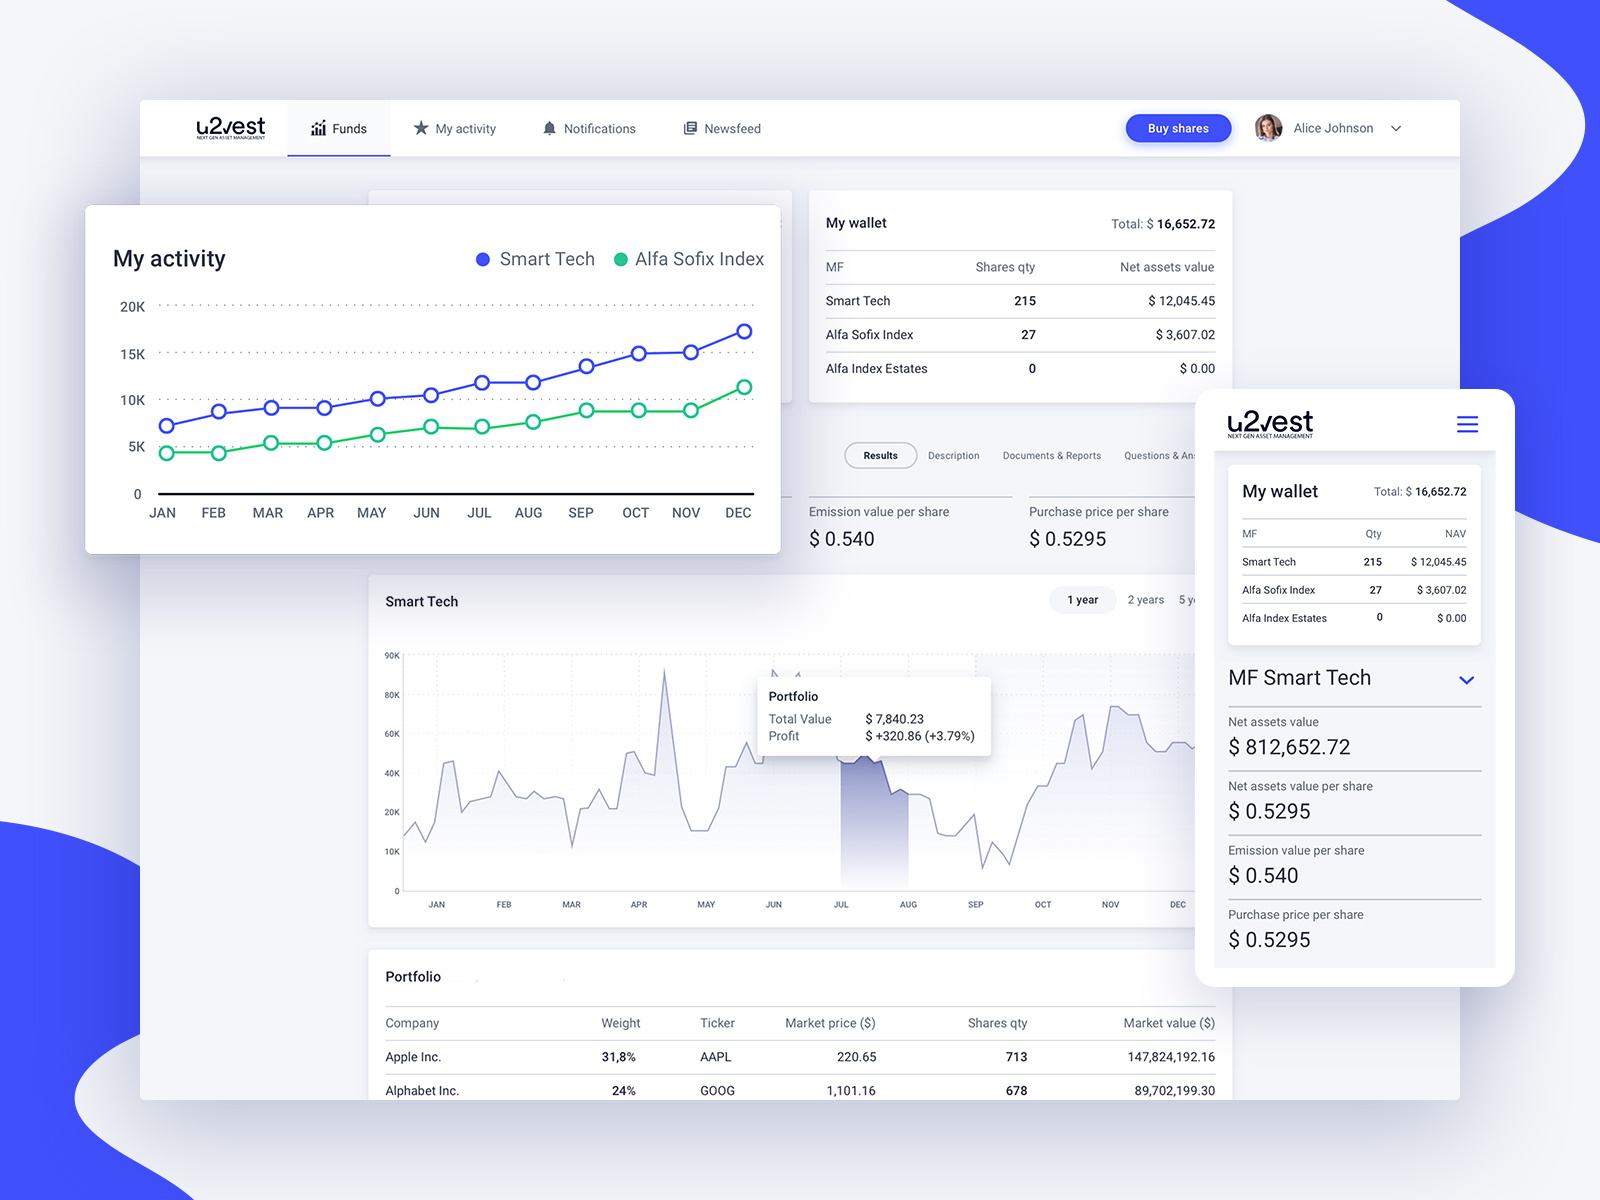 u2vest
NEXT GEN ASSET MANAGEMENT
Funds
My activity
Notifications
Newsfeed
Buy shares
Alice Johnson
My activity
Smart Tech
Alfa Sofix Index
20K
15K
10K
5K
0
JAN FEB MAR APR MAY JUN JUL AUG SEP OCT NOV DEC
My wallet
Total: $ 16,652.72
MF Shares qty Net assets value
Smart Tech 215 $ 12,045.45
Alfa Sofix Index 27 $ 3,607.02
Alfa Index Estates 0 $ 0.00
Results Description Documents & Reports Questions &
Emission value per share
$ 0.540
Purchase price per share
$ 0.5295
Smart Tech
1 year 2 years 5
90K
80K
60K
40K
20K
10K
0
JAN FEB MAR APR MAY JUN JUL AUG SEP OCT NOV DEC
Portfolio
Total Value $ 7,840.23
Profit $ +320.86 (+3.79%)
Portfolio
Company Weight Ticker Market price ($) Shares qty Market value ($)
Apple Inc. 31,8% AAPL 220.65 713 147,824,192.16
Alphabet Inc. 24% GOOG 1,101.16 678 89,702,199.30
u2vest
NEXT GEN ASSET MANAGEMENT
My wallet
Total: $ 16,652.72
MF Qty NAV
Smart Tech 215 $ 12,045.45
Alfa Sofix Index 27 $ 3,607.02
Alfa Index Estates 0 $ 0.00
MF Smart Tech
Net assets value
$ 812,652.72
Net assets value per share
$ 0.5295
Emission value per share
$ 0.540
Purchase price per share
$ 0.5295